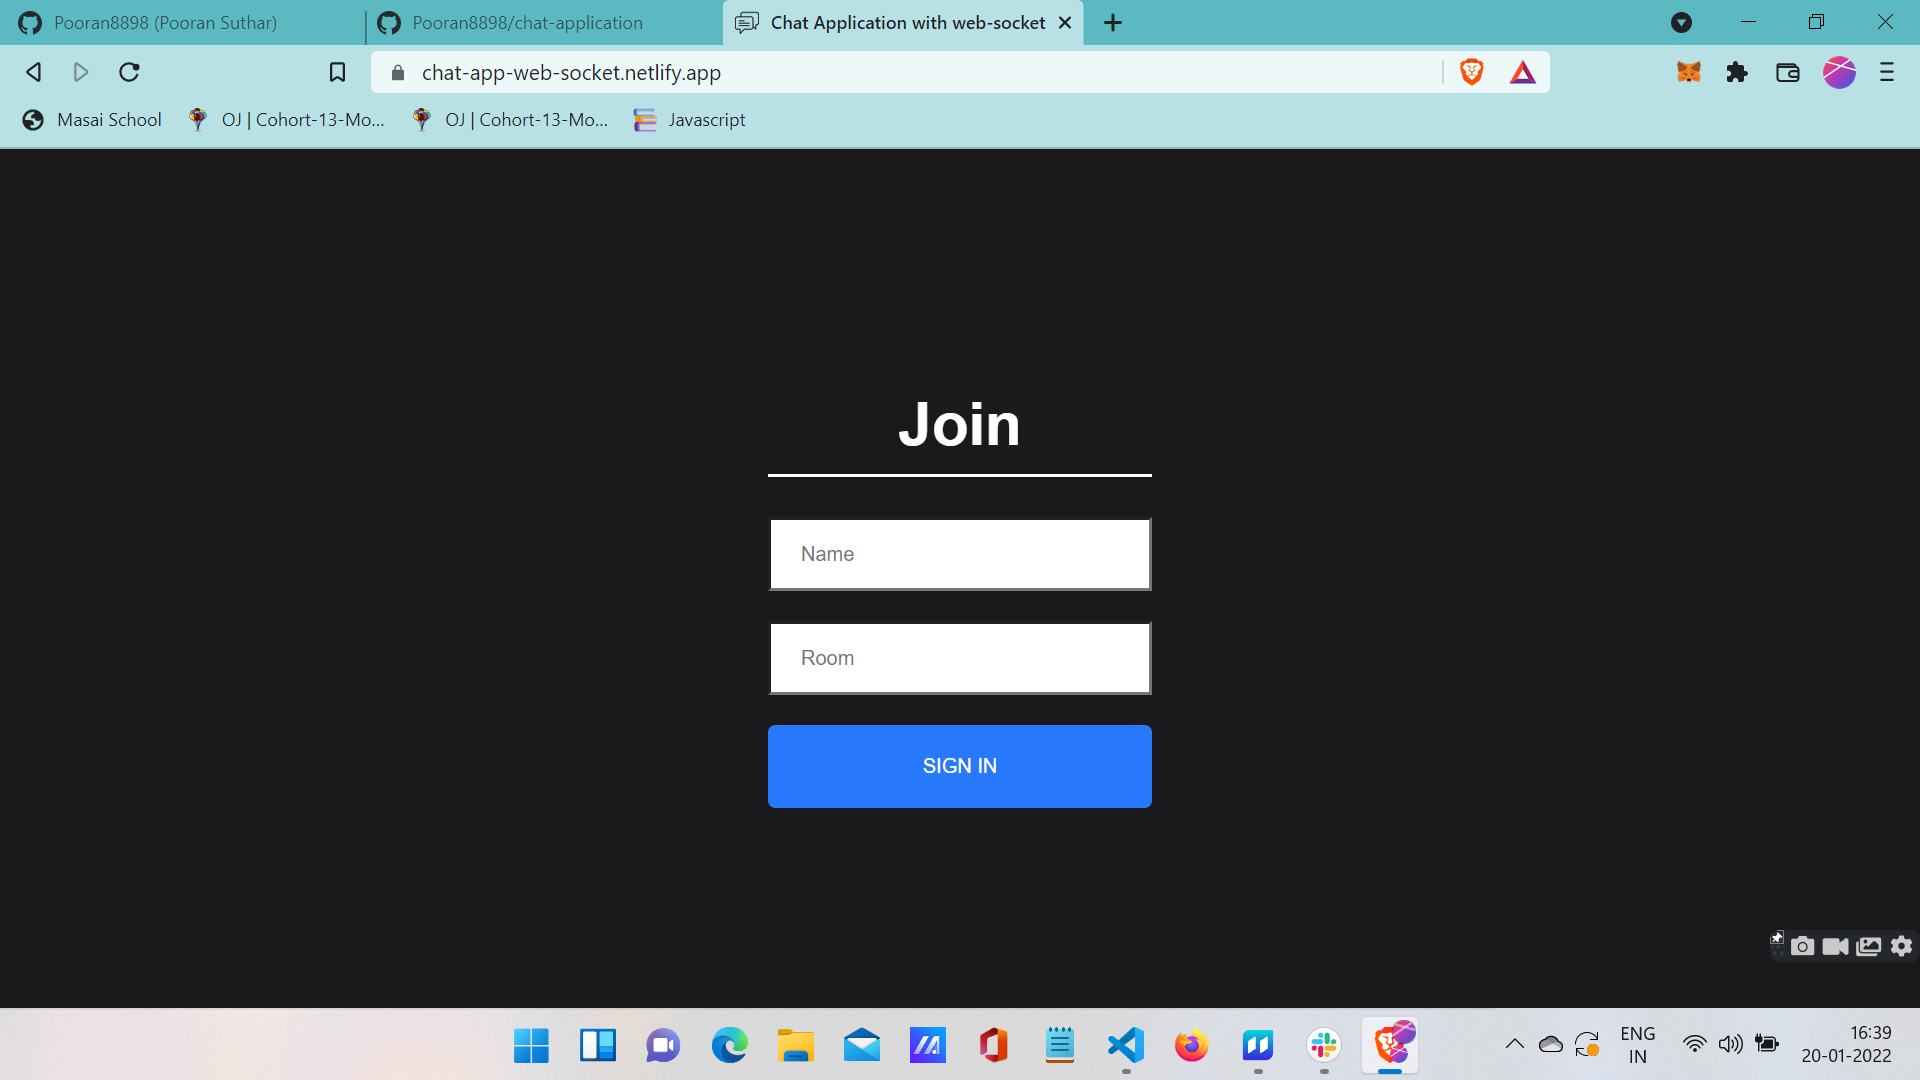 Pooran8898 (Pooran Suthar)
Pooran8898/chat-application
Chat Application with web-socket
chat-app-web-socket.netlify.app
Masai School
OJ | Cohort-13-Mo...
OJ | Cohort-13-Mo...
Javascript
Join
Name
Room
SIGN IN
ENG
IN
16:39
20-01-2022